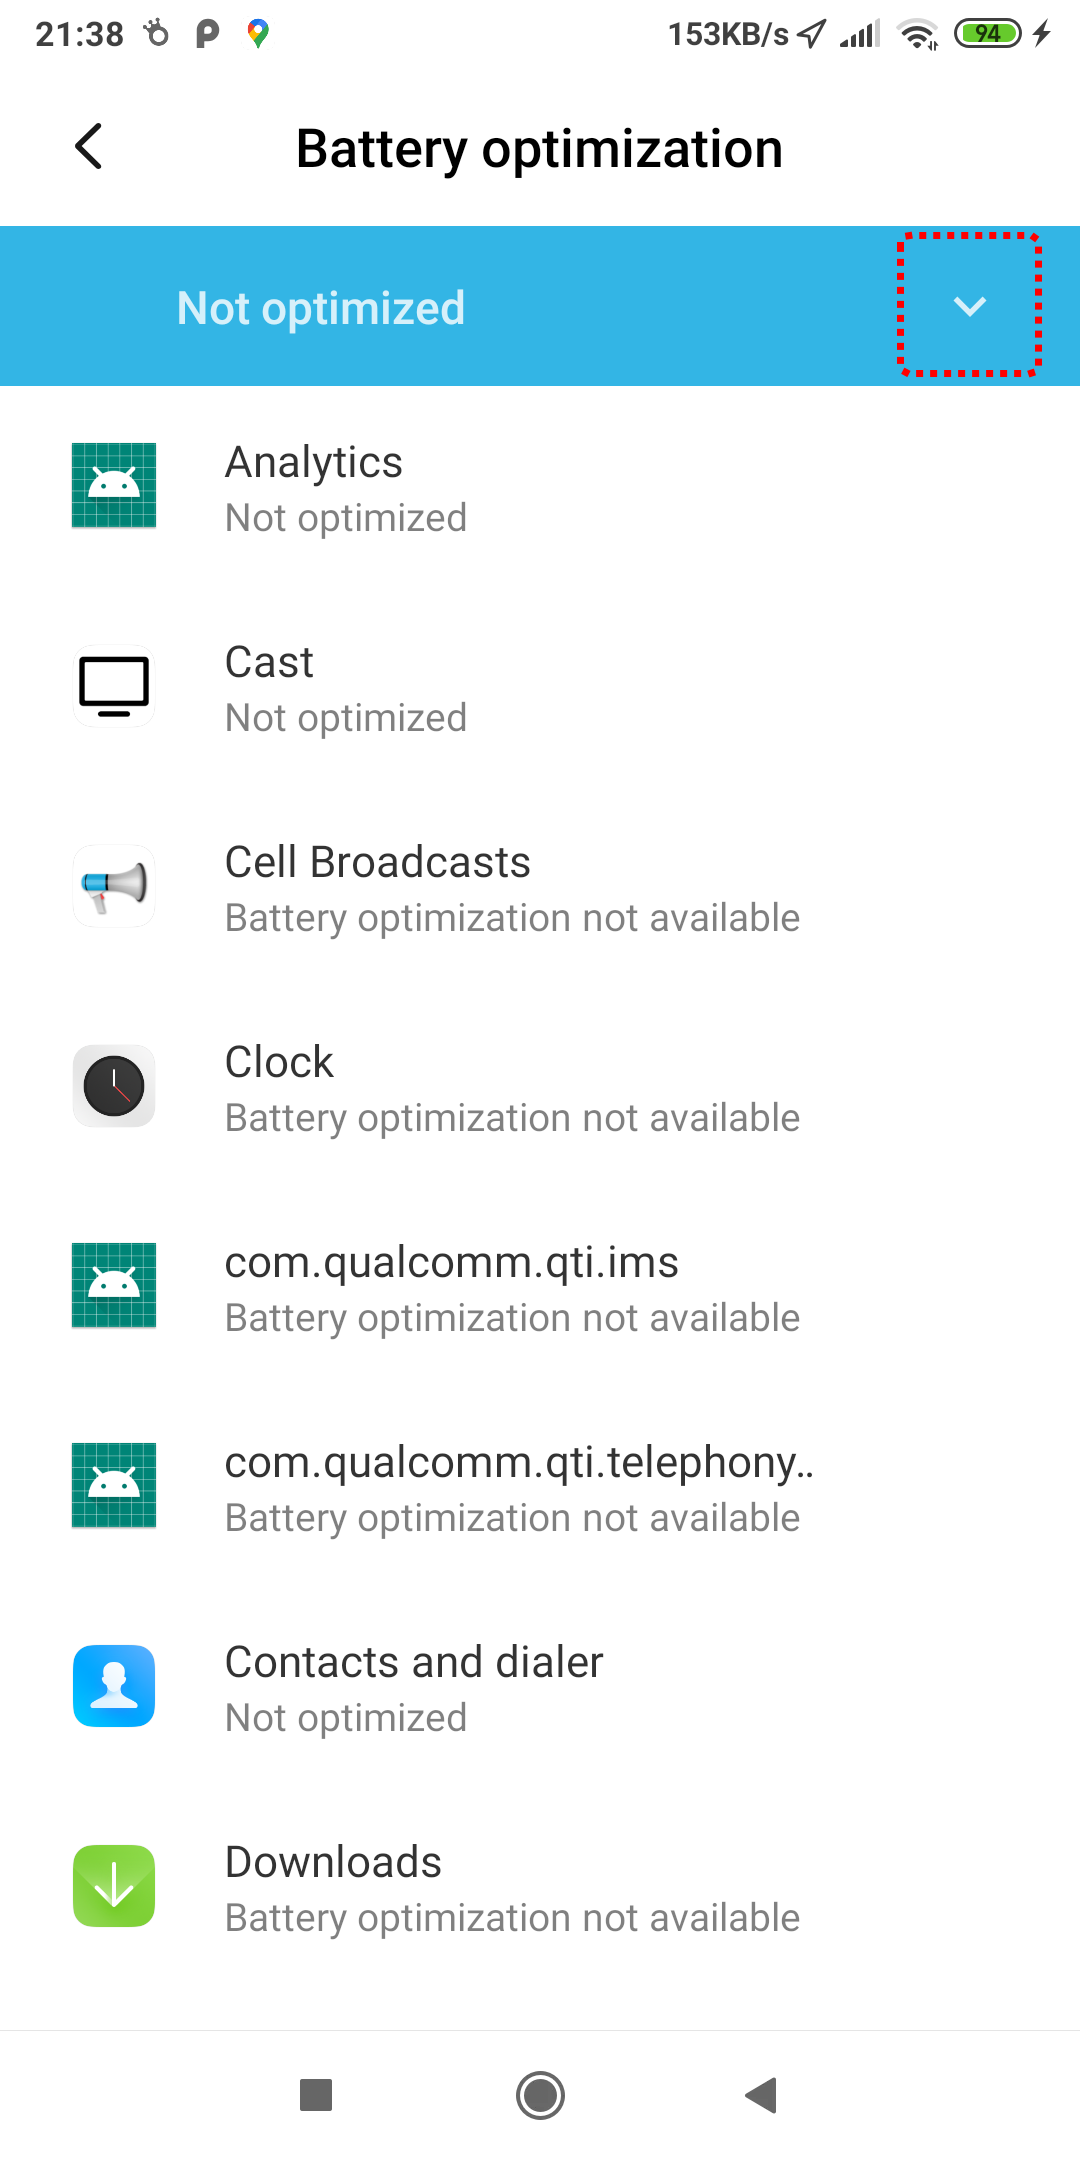 21:38 153KB/s 94
Battery optimization
Not optimized
Analytics
Not optimized
Cast
Not optimized
Cell Broadcasts
Battery optimization not available
Clock
Battery optimization not available
com.qualcomm.qti.ims
Battery optimization not available
com.qualcomm.qti.telephony..
Battery optimization not available
Contacts and dialer
Not optimized
Downloads
Battery optimization not available